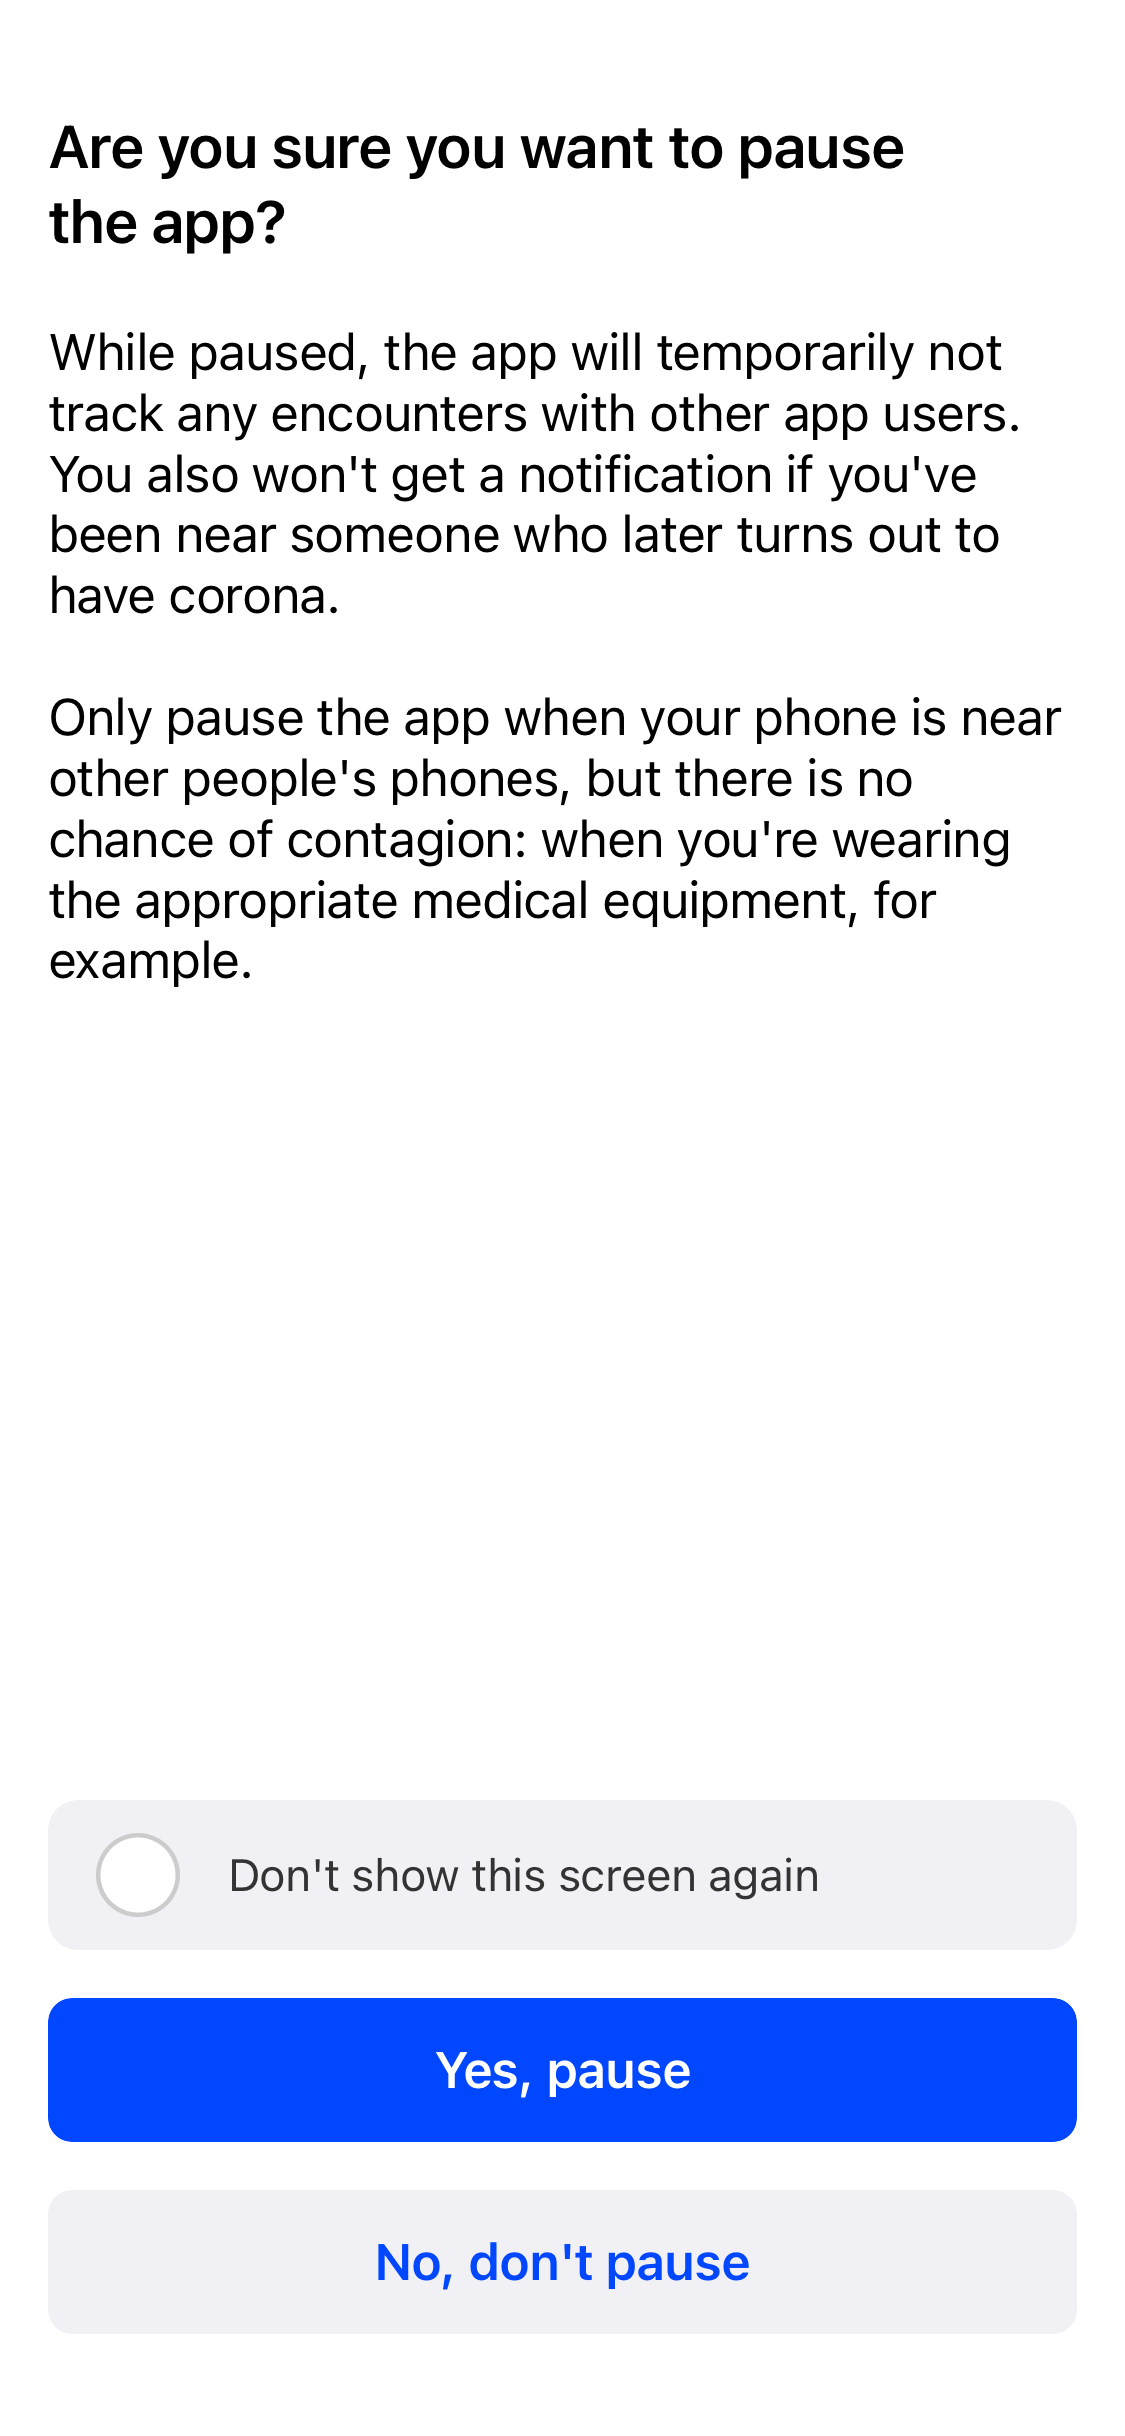 Are you sure you want to pause
the app?
While paused, the app will temporarily not
track any encounters with other app users.
You also won't get a notification if you've
been near someone who later turns out to
have corona.
Only pause the app when your phone is near
other people's phones, but there is no
chance of contagion: when you're wearing
the appropriate medical equipment, for
example.
Don't show this screen again
Yes, pause
No, don't pause